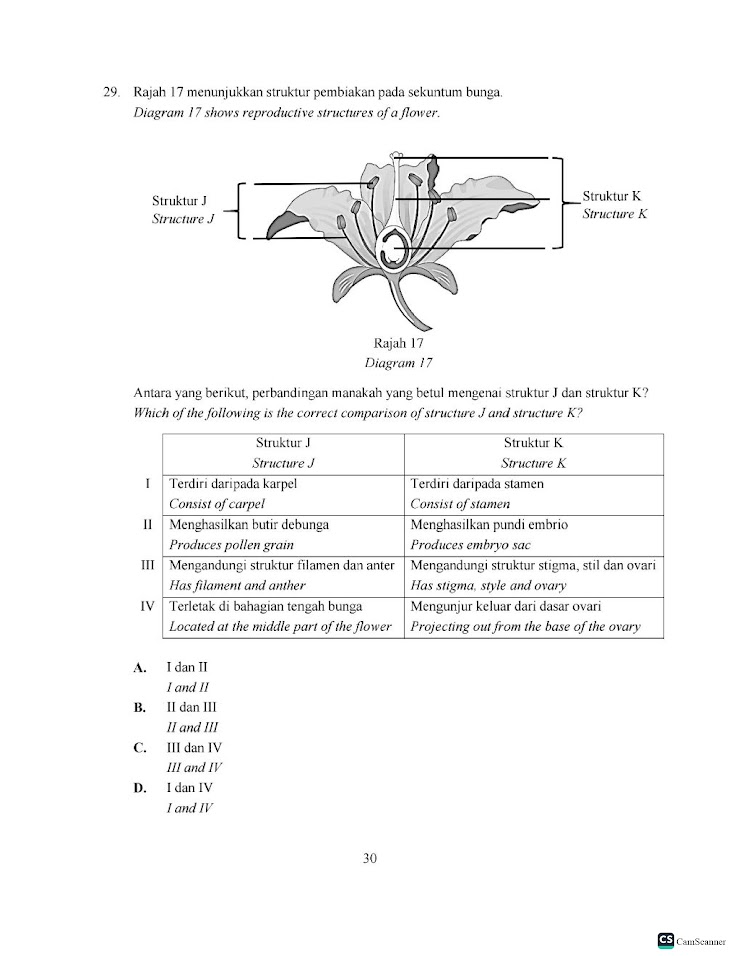 29. Rajah 17 menunjukkan struktur pembiakan pada sekuntum bunga.
Diagram 17 shows reproductive structures of a flower.
Struktur J
Structure J
Struktur K
Structure K
Rajah 17
Diagram 17
Antara yang berikut, perbandingan manakah yang betul mengenai struktur J dan struktur K?
Which of the following is the correct comparison of structure J and structure K?
Struktur J Struktur K
Structure J Structure K
I Terdiri daripada karpel Terdiri daripada stamen
Consist of carpel Consist of stamen
II Menghasilkan butir debunga Menghasilkan pundi embrio
Produces pollen grain Produces embryo sac
III Mengandungi struktur filamen dan anter Mengandungi struktur stigma, stil dan ovari
Has filament and anther Has stigma, style and ovary
IV Terletak di bahagian tengah bunga Mengunjur keluar dari dasar ovari
Located at the middle part of the flower Projecting out from the base of the ovary
A. I dan II
I and II
B. II dan III
II and III
C. III dan IV
III and IV
D. I dan IV
I and IV
30
CS CamScanner